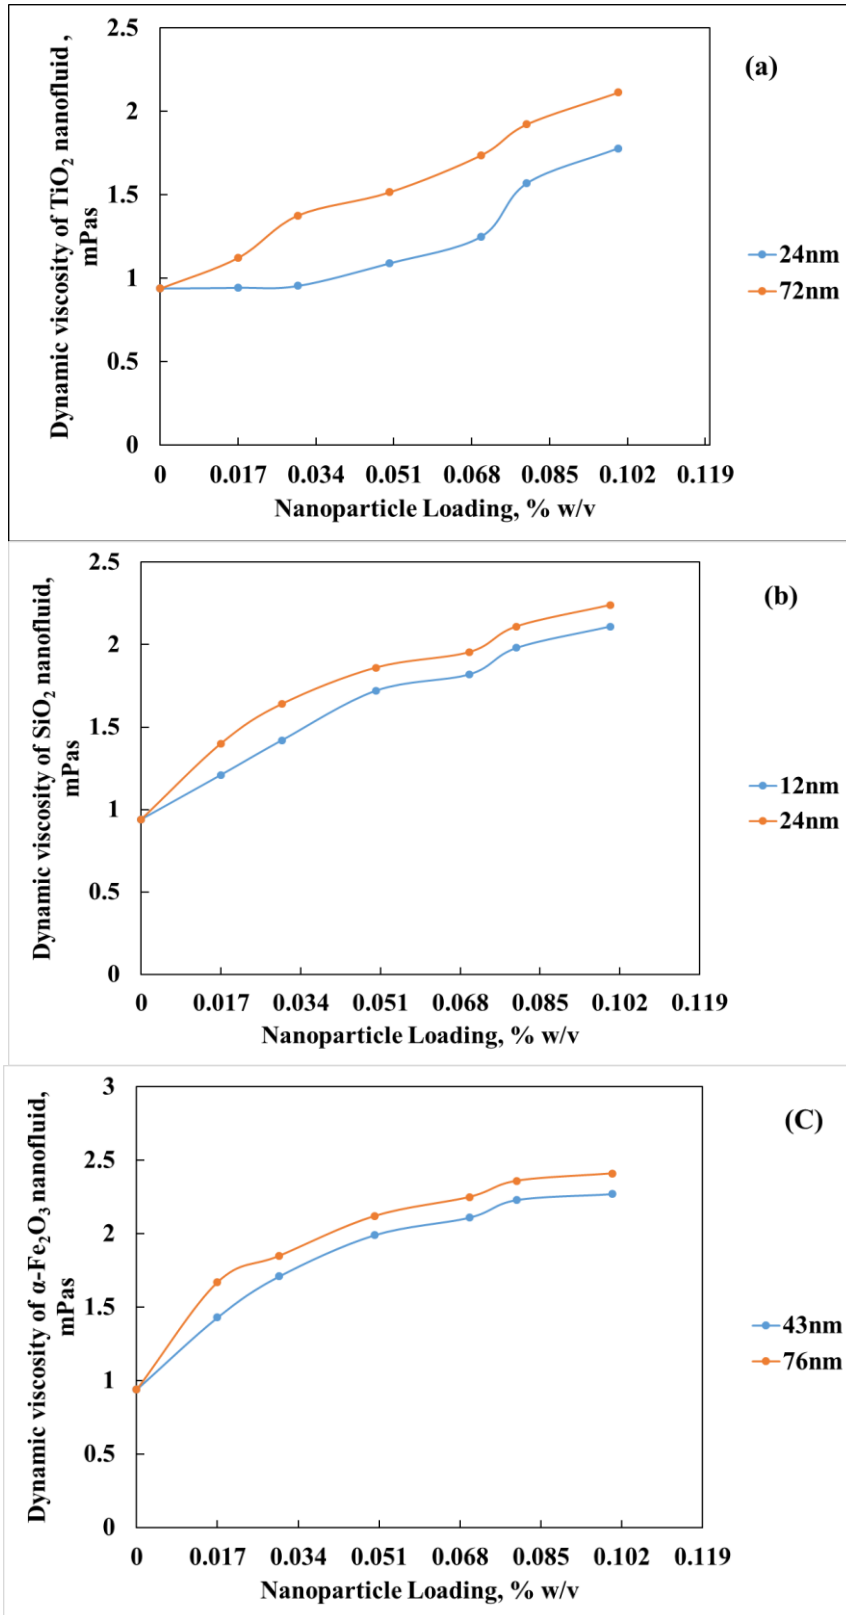 Dynamic viscosity of TiO₂ nanofluid ,
mPas
2.5
2
1.5
1
0.5
0
0 0.017 0.034 0.051 0.068 0.085 0.102 0.119
Nanoparticle Loading, % w/v
(a)
24nm
72nm
Dynamic viscosity of SiO₂ nanofluid,
mPas
2.5
2
1.5
1
0.5
0
0 0.017 0.034 0.051 0.068 0.085 0.102 0.119
Nanoparticle Loading, % w/v
(b)
12nm
24nm
Dynamic viscosity of α-Fe₂O₃ nanofluid,
mPas
3
2.5
2
1.5
1
0.5
0
0 0.017 0.034 0.051 0.068 0.085 0.102 0.119
Nanoparticle Loading, % w/v
(C)
43nm
76nm